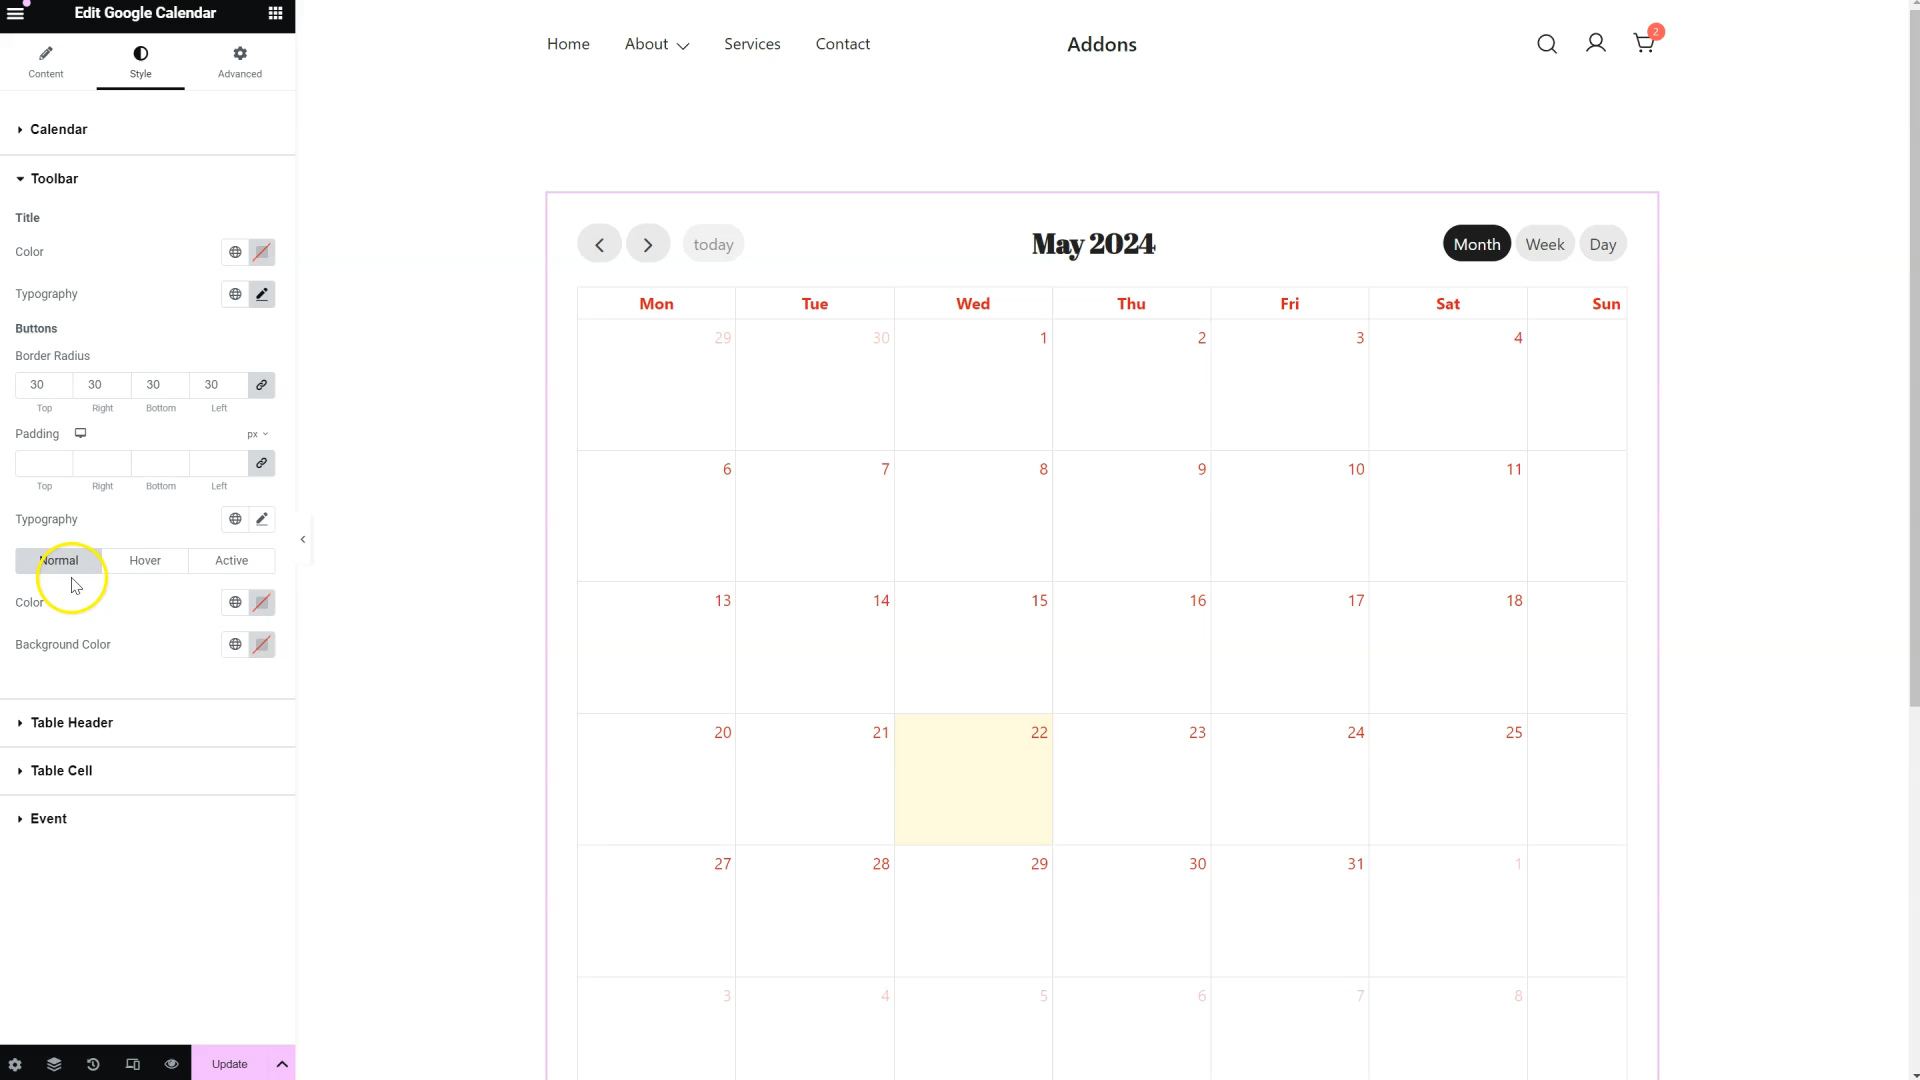 Edit Google Calendar
Content
Style
Advanced
Calendar
Toolbar
Title
Color
Typography
Buttons
Border Radius
30 30 30 30
Top Right Bottom Left
Padding px
Top Right Bottom Left
Typography
Normal Hover Active
Color
Background Color
Table Header
Table Cell
Event
Update
Home About Services Contact Addons 2
today May 2024 Month Week Day
Mon Tue Wed Thu Fri Sat Sun
29 30 1 2 3 4
6 7 8 9 10 11
13 14 15 16 17 18
20 21 22 23 24 25
27 28 29 30 31 1
3 4 5 6 7 8